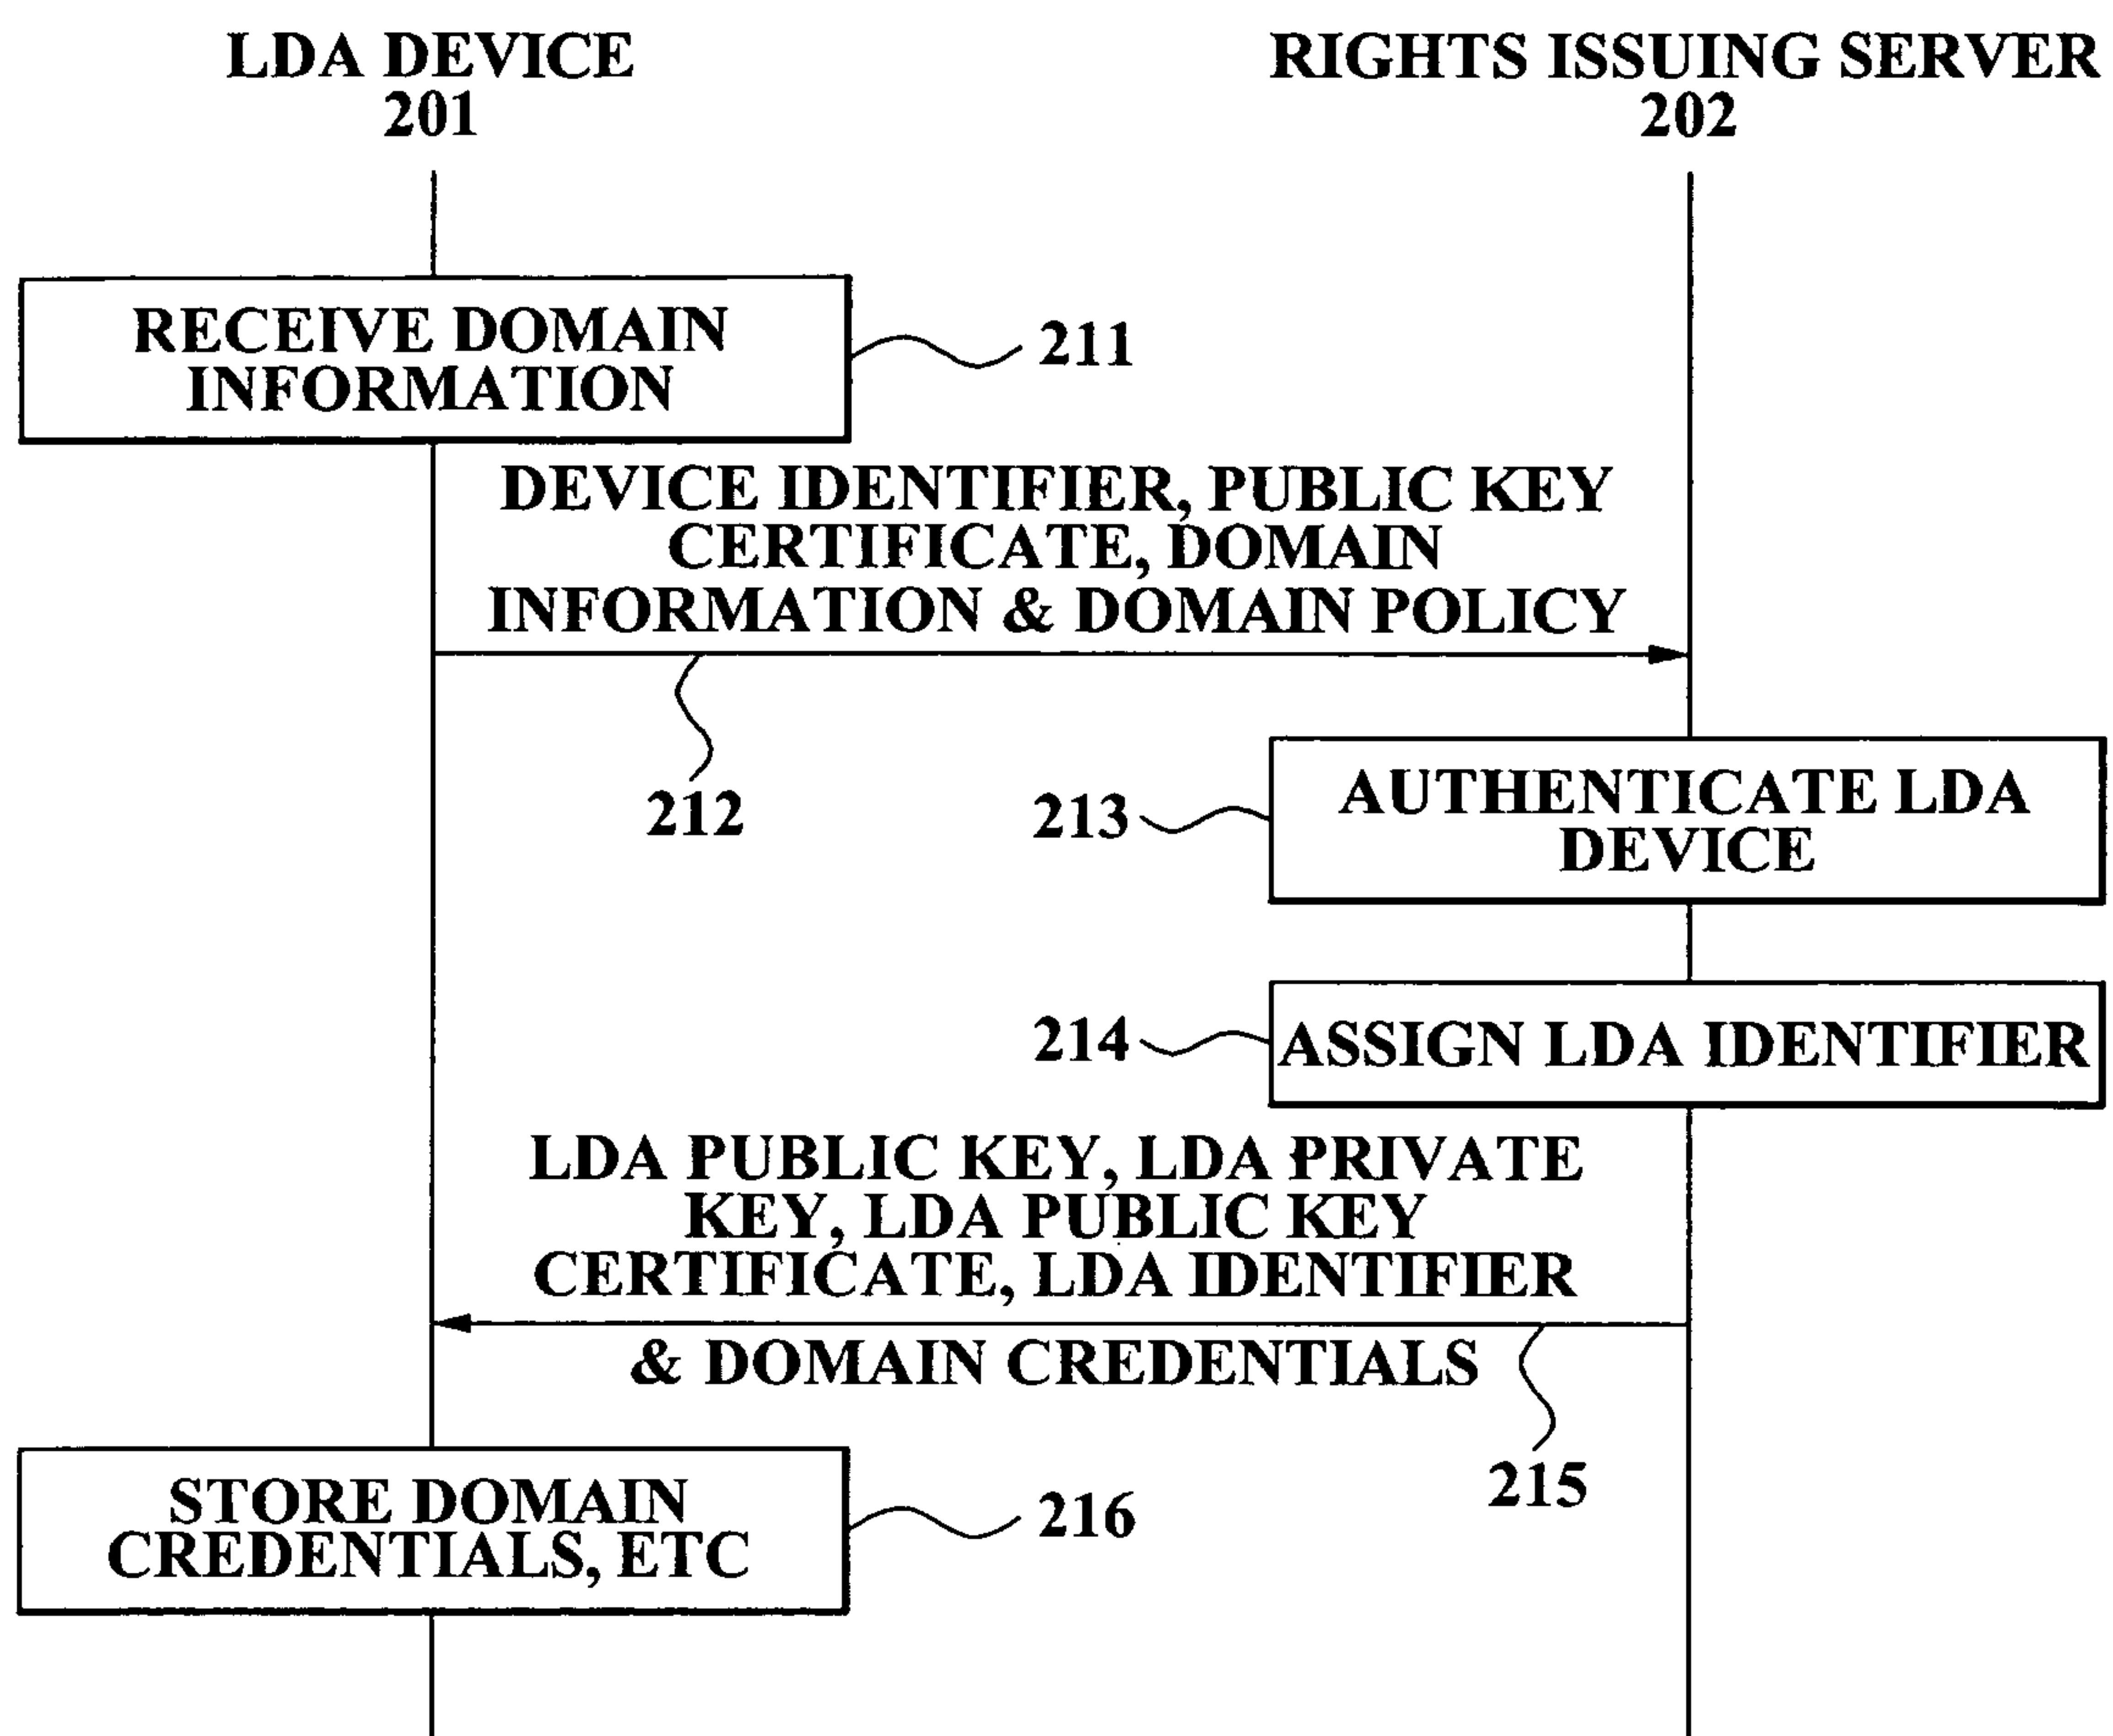 LDA DEVICE
201
RIGHTS ISSUING SERVER
202
RECEIVE DOMAIN
INFORMATION
211
DEVICE IDENTIFIER, PUBLIC KEY
CERTIFICATE, DOMAIN
INFORMATION & DOMAIN POLICY
212
213
AUTHENTICATE LDA
DEVICE
214
ASSIGN LDA IDENTIFIER
LDA PUBLIC KEY, LDA PRIVATE
KEY, LDA PUBLIC KEY
CERTIFICATE, LDA IDENTIFIER
& DOMAIN CREDENTIALS
215
STORE DOMAIN
CREDENTIALS, ETC
216